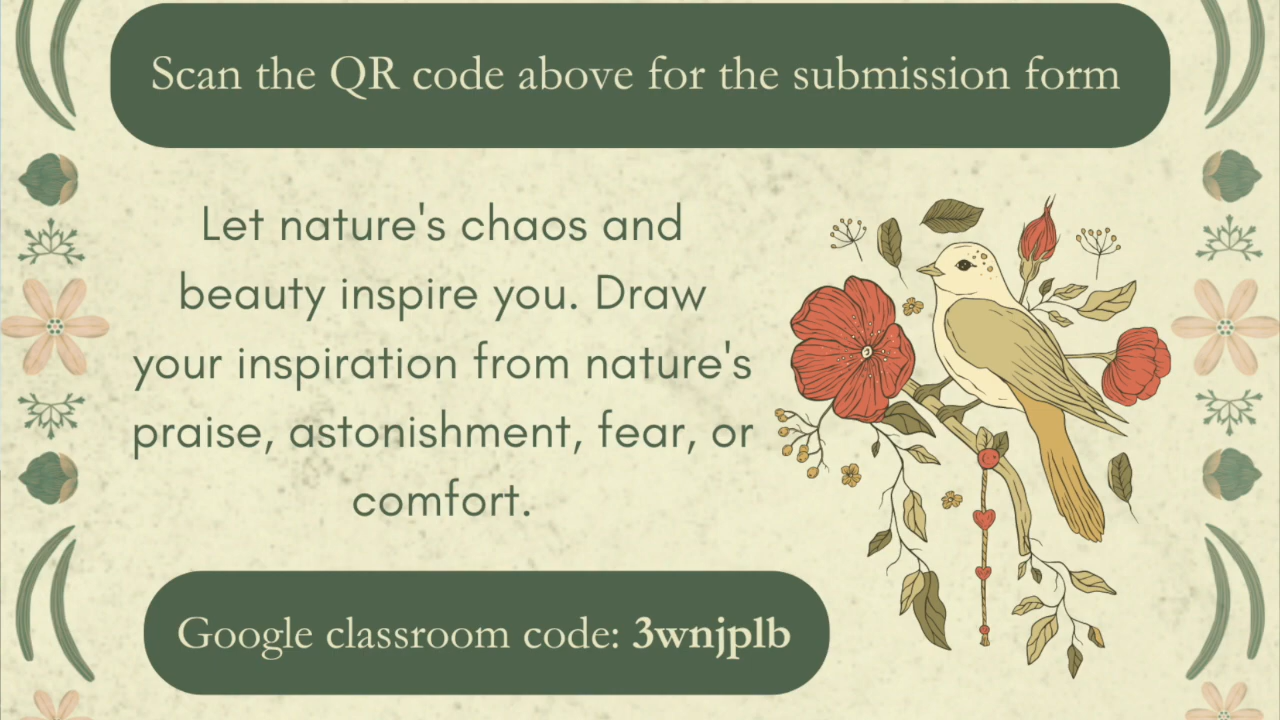 Scan the QR code above for the submission form
Let nature's chaos and
beauty inspire you. Draw
your inspiration from nature's
praise, astonishment, fear, or
comfort.
Google classroom code: 3wnjplb